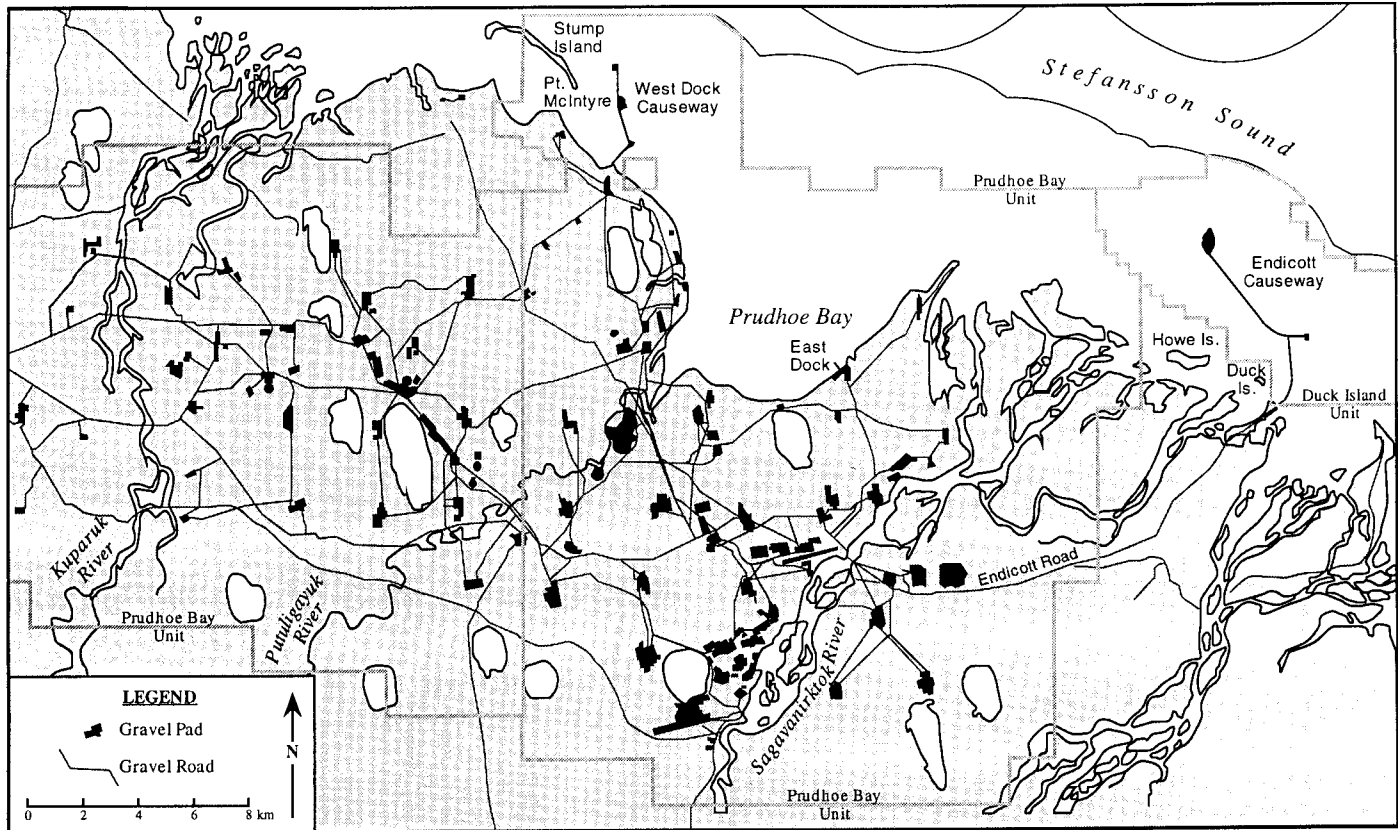 Stump
Island
Pt.
McIntyre
West Dock
Causeway
Stefansson Sound
Prudhoe Bay
Unit
Endicott
Causeway
Prudhoe Bay
East
Dock
Howe Is.
Duck
Is.
Duck Island
Unit
Kuparuk
River
Endicott Road
Prudhoe Bay
Unit
Putuligayuk
River
Sagavanirktok River
LEGEND
Gravel Pad
Gravel Road
N
0 2 4 6 8 km
Prudhoe Bay
Unit